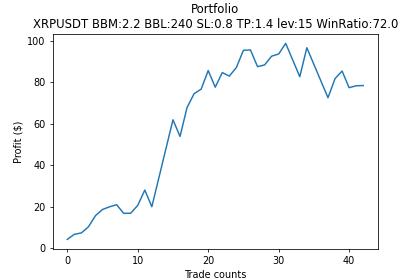 Portfolio
XRPUSDT BBM:2.2 BBL:240 SL:0.8 TP:1.4 lev:15 WinRatio:72.0
100
80
60
40
20
0
Profit ($)
0 10 20 30 40
Trade counts